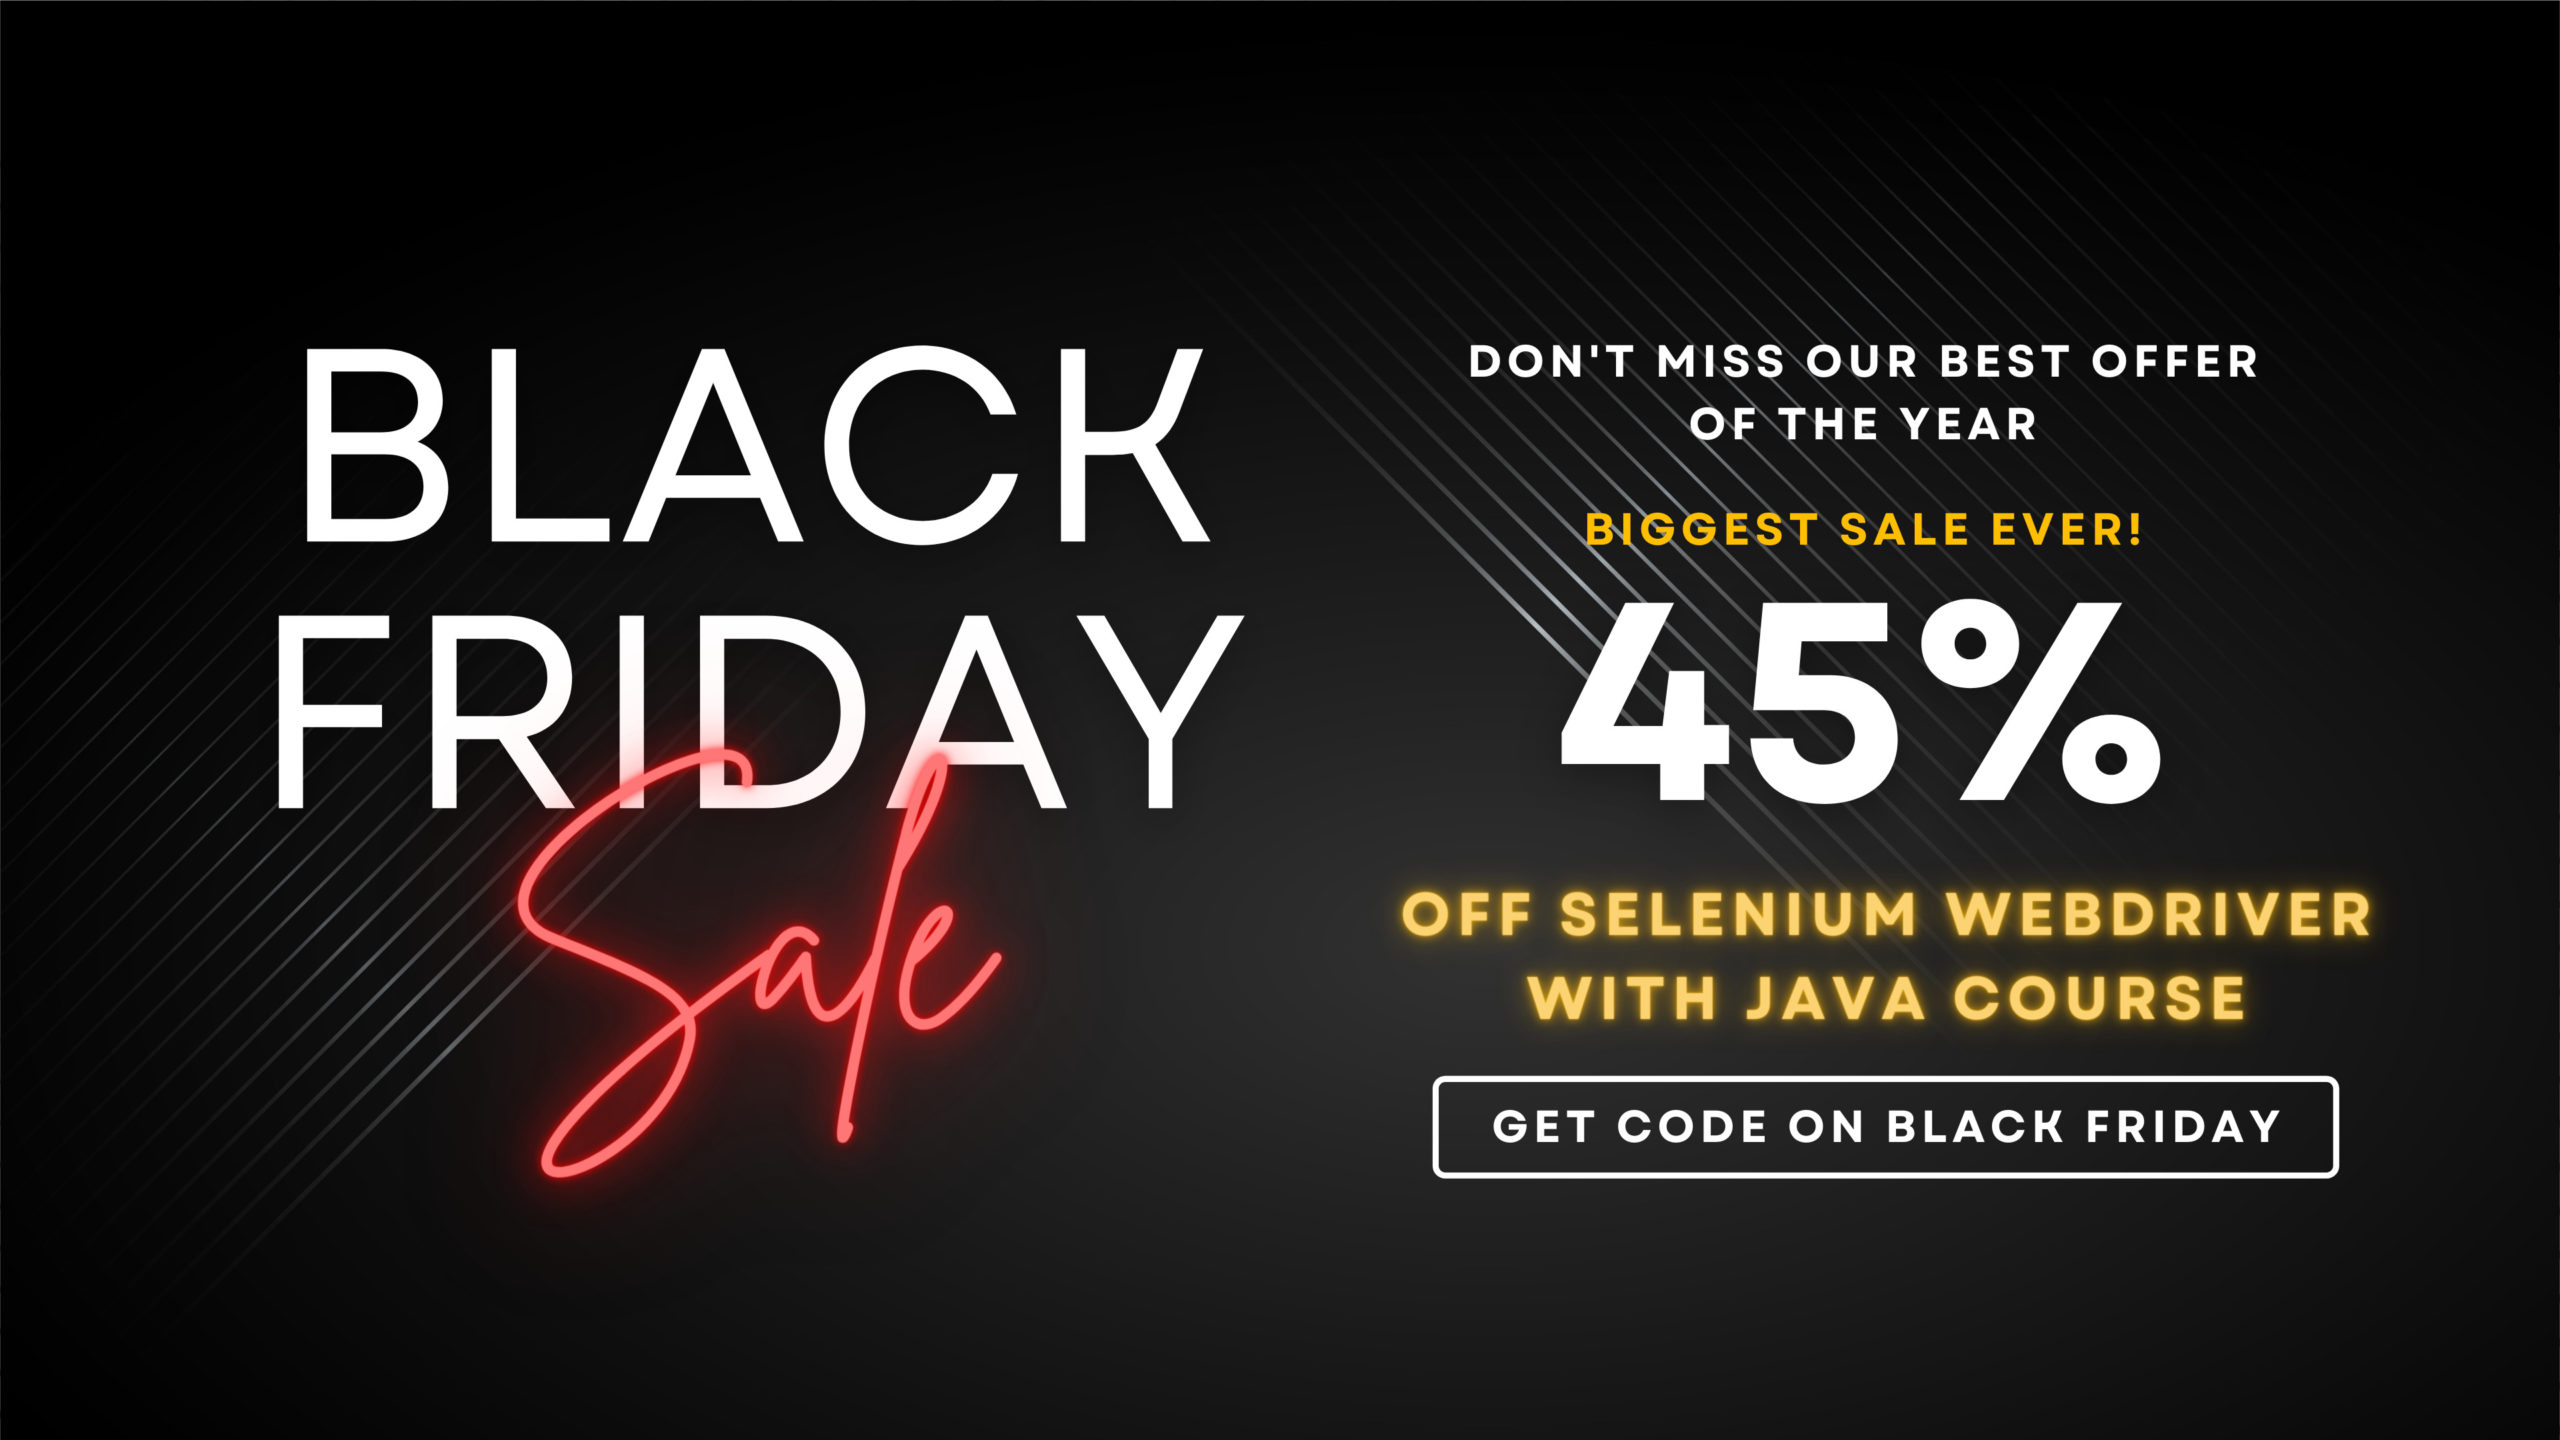 BLACK
FRIDAY
Sale
DON'T MISS OUR BEST OFFER
OF THE YEAR
BIGGEST SALE EVER!
45%
OFF SELENIUM WEBDRIVER
WITH JAVA COURSE
GET CODE ON BLACK FRIDAY